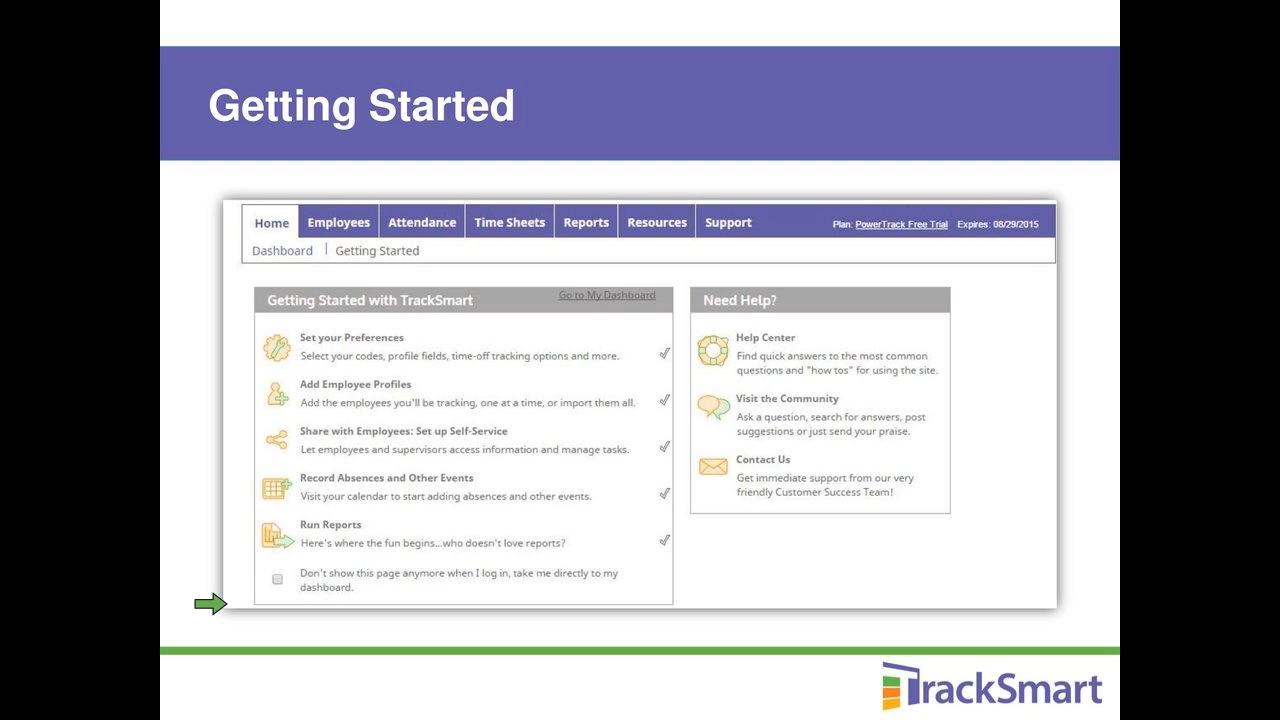 Getting Started
Home Employees Attendance Time Sheets Reports Resources Support Plan: PowerTrack Free Trial Expires: 08/29/2015
Dashboard | Getting Started
Getting Started with TrackSmart Go to My Dashboard
Set your Preferences
Select your codes, profile fields, time-off tracking options and more.
Add Employee Profiles
Add the employees you'll be tracking, one at a time, or import them all.
Share with Employees: Set up Self-Service
Let employees and supervisors access information and manage tasks.
Record Absences and Other Events
Visit your calendar to start adding absences and other events.
Run Reports
Here's where the fun begins...who doesn't love reports?
Don't show this page anymore when I log in, take me directly to my
dashboard.
Need Help?
Help Center
Find quick answers to the most common
questions and "how tos" for using the site.
Visit the Community
Ask a question, search for answers, post
suggestions or just send your praise.
Contact Us
Get immediate support from our very
friendly Customer Success Team!
TrackSmart